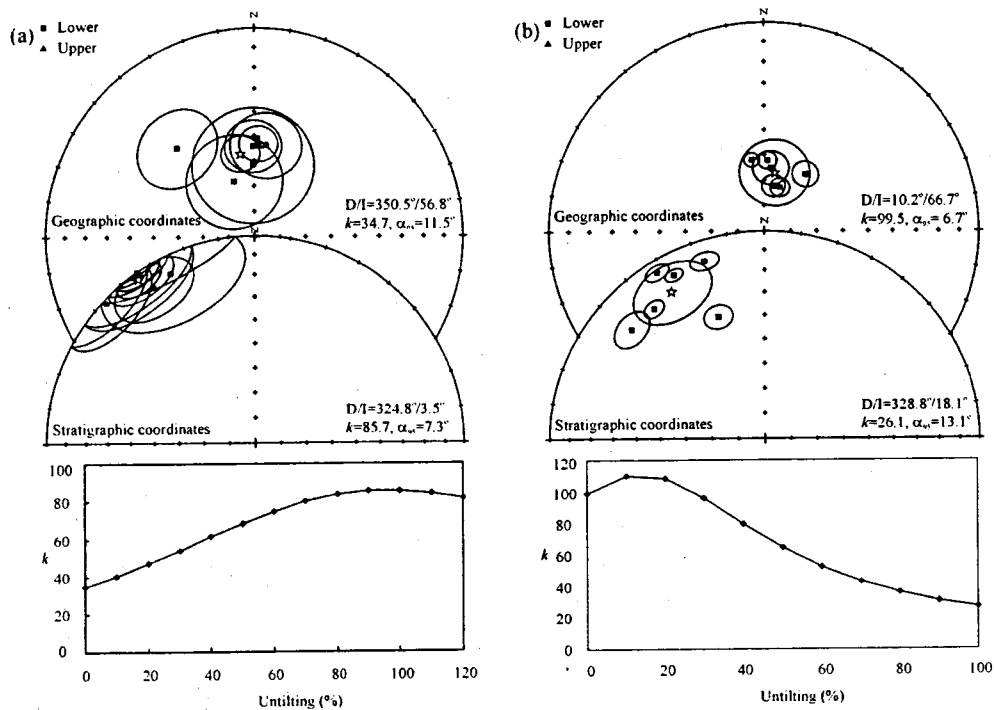 (a)
■ Lower
▲ Upper
N
Geographic coordinates
D/I=350.5°/56.8°
k=34.7, α₉₅=11.5°
N
Stratigraphic coordinates
D/I=324.8°/3.5°
k=85.7, α₉₅=7.3°
100
80
60
k
40
20
0
0 20 40 60 80 100 120
Untilting (%)
(b)
■ Lower
▲ Upper
N
Geographic coordinates
D/I=10.2°/66.7°
k=99.5, α₉₅= 6.7°
N
Stratigraphic coordinates
D/I=328.8°/18.1°
k=26.1, α₉₅=13.1°
120
100
80
60
k
40
20
0
0 20 40 60 80 100
Untilting (%)